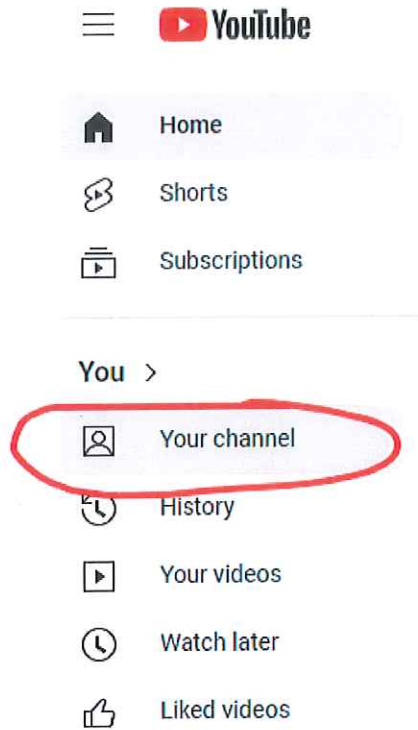 YouTube
Home
Shorts
Subscriptions
You >
Your channel
History
Your videos
Watch later
Liked videos